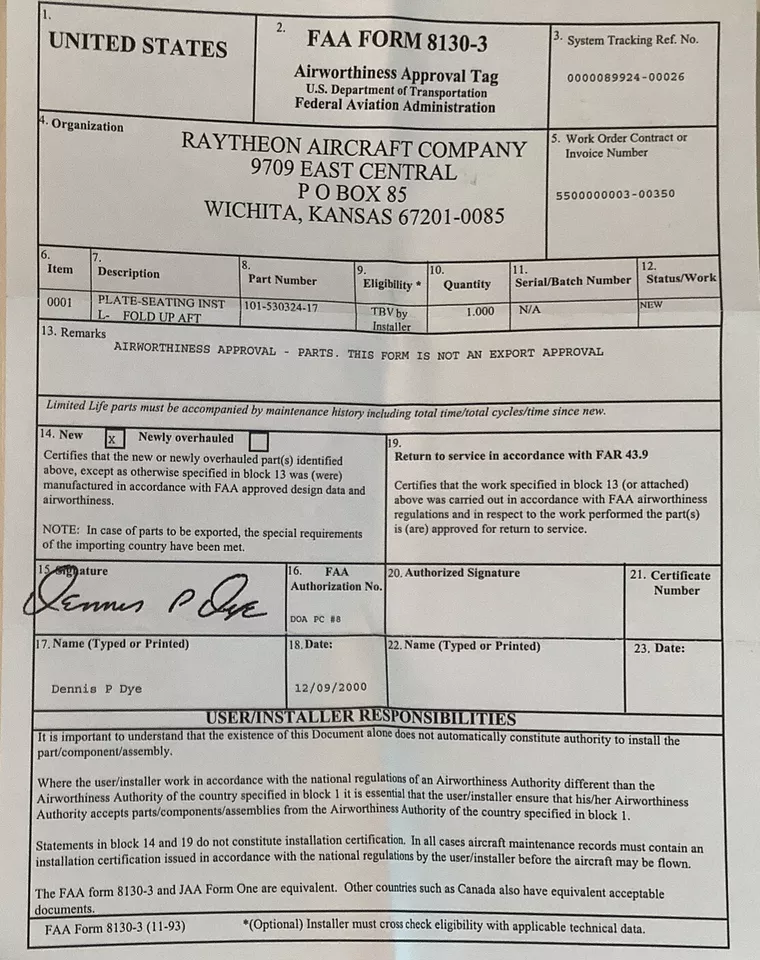 1.
UNITED STATES
2.
FAA FORM 8130-3
Airworthiness Approval Tag
U.S. Department of Transportation
Federal Aviation Administration
3. System Tracking Ref. No.
0000089924-00026
4. Organization
RAYTHEON AIRCRAFT COMPANY
9709 EAST CENTRAL
P O BOX 85
WICHITA, KANSAS 67201-0085
5. Work Order Contract or
Invoice Number
5500000003-00350
6.
Item
7.
Description
8.
Part Number
9.
Eligibility *
10.
Quantity
11.
Serial/Batch Number
12.
Status/Work
0001
PLATE-SEATING INST
L- FOLD UP AFT
101-530324-17
TBV by
Installer
1.000
N/A
NEW
13. Remarks
AIRWORTHINESS APPROVAL - PARTS. THIS FORM IS NOT AN EXPORT APPROVAL
Limited Life parts must be accompanied by maintenance history including total time/total cycles/time since new.
14. New x Newly overhauled
Certifies that the new or newly overhauled part(s) identified
above, except as otherwise specified in block 13 was (were)
manufactured in accordance with FAA approved design data and
airworthiness.
NOTE: In case of parts to be exported, the special requirements
of the importing country have been met.
19.
Return to service in accordance with FAR 43.9
Certifies that the work specified in block 13 (or attached)
above was carried out in accordance with FAA airworthiness
regulations and in respect to the work performed the part(s)
is (are) approved for return to service.
15. Signature
Dennis P Dye
16. FAA
Authorization No.
DOA PC #8
20. Authorized Signature
21. Certificate
Number
17. Name (Typed or Printed)
Dennis P Dye
18. Date:
12/09/2000
22. Name (Typed or Printed)
23. Date:
USER/INSTALLER RESPONSIBILITIES
It is important to understand that the existence of this Document alone does not automatically constitute authority to install the
part/component/assembly.
Where the user/installer work in accordance with the national regulations of an Airworthiness Authority different than the
Airworthiness Authority of the country specified in block 1 it is essential that the user/installer ensure that his/her Airworthiness
Authority accepts parts/components/assemblies from the Airworthiness Authority of the country specified in block 1.
Statements in block 14 and 19 do not constitute installation certification. In all cases aircraft maintenance records must contain an
installation certification issued in accordance with the national regulations by the user/installer before the aircraft may be flown.
The FAA form 8130-3 and JAA Form One are equivalent. Other countries such as Canada also have equivalent acceptable
documents.
FAA Form 8130-3 (11-93)
*(Optional) Installer must cross check eligibility with applicable technical data.